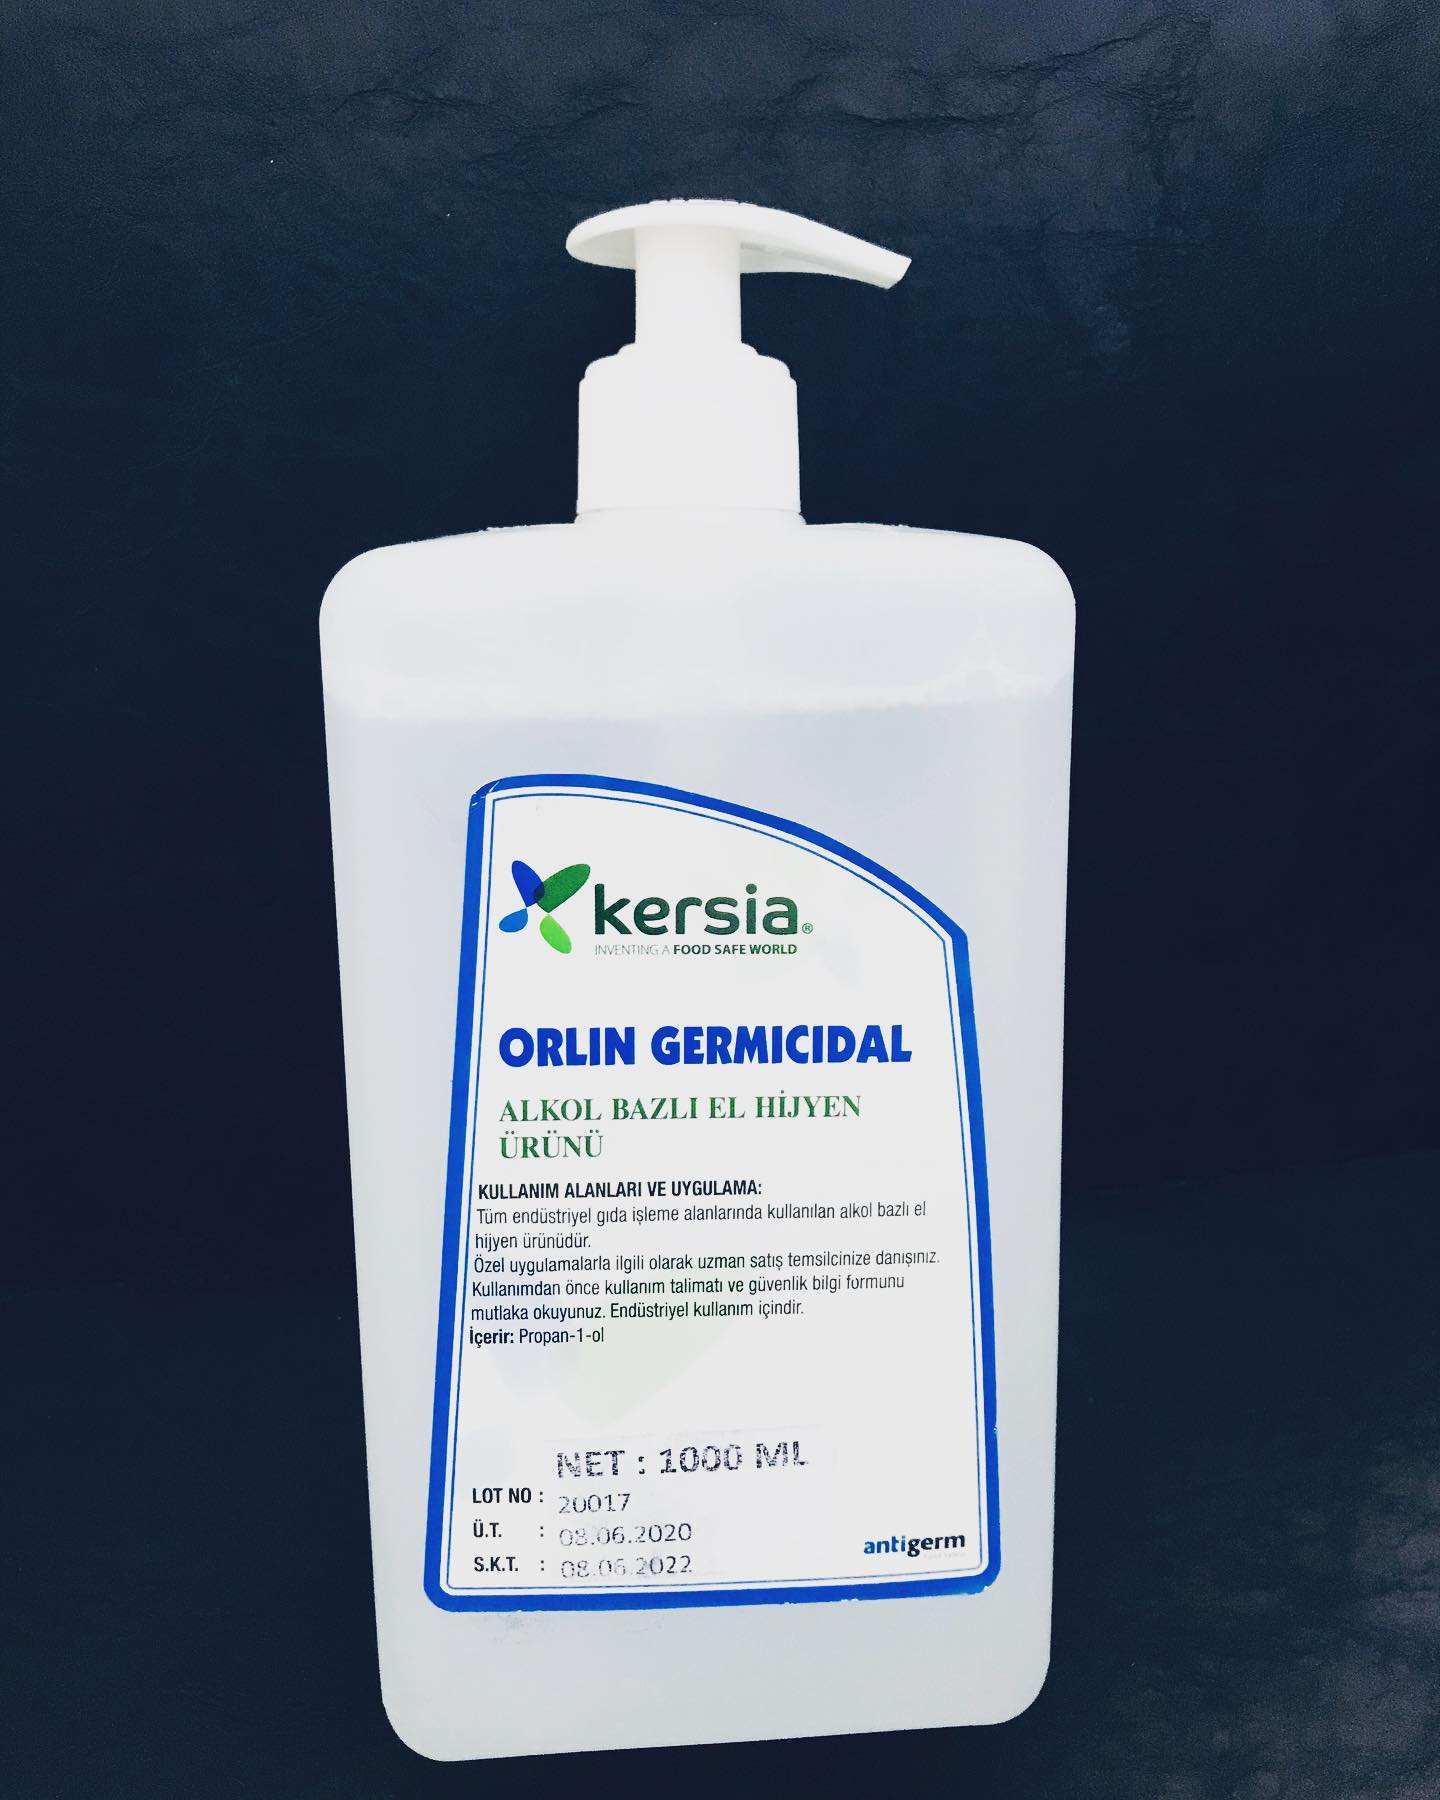 kersia®
INVENTING A FOOD SAFE WORLD
ORLIN GERMICIDAL
ALKOL BAZLI EL HİJYEN
ÜRÜNÜ
KULLANIM ALANLARI VE UYGULAMA:
Tüm endüstriyel gıda işleme alanlarında kullanılan alkol bazlı el
hijyen ürünüdür.
Özel uygulamalarla ilgili olarak uzman satış temsilcinize danışınız.
Kullanımdan önce kullanım talimatı ve güvenlik bilgi formunu
mutlaka okuyunuz. Endüstriyel kullanım içindir.
İçerir: Propan-1-ol
NET : 1000 ML
LOT NO : 20017
Ü.T. : 08.06.2020
S.K.T. : 08.06.2022
antigerm